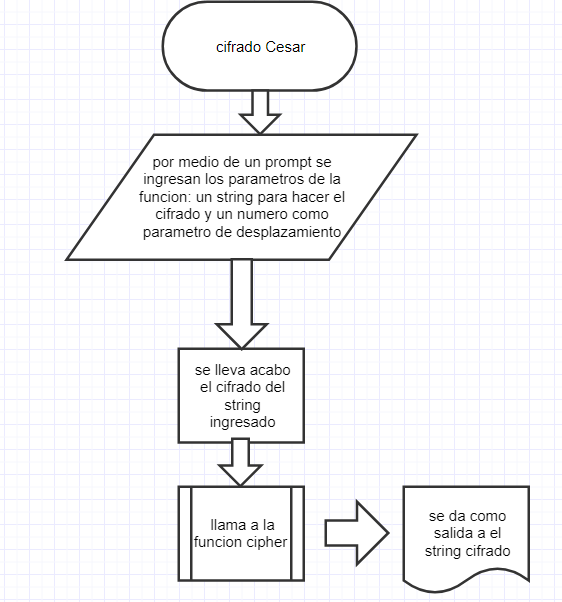 cifrado Cesar
por medio de un prompt se
ingresan los parametros de la
funcion: un string para hacer el
cifrado y un numero como
parametro de desplazamiento
se lleva acabo
el cifrado del
string
ingresado
llama a la
funcion cipher
se da como
salida a el
string cifrado